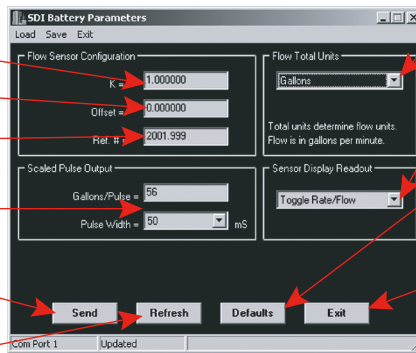 SDI Battery Parameters
Load Save Exit
Flow Sensor Configuration
K = 1.000000
Offset = 0.000000
Ref. # = 2001.999
Flow Total Units
Gallons
Total units determine flow units.
Flow is in gallons per minute.
Scaled Pulse Output
Gallons/Pulse = 56
Pulse Width = 50 mS
Sensor Display Readout
Toggle Rate/Flow
Send Refresh Defaults Exit
Com Port 1 Updated